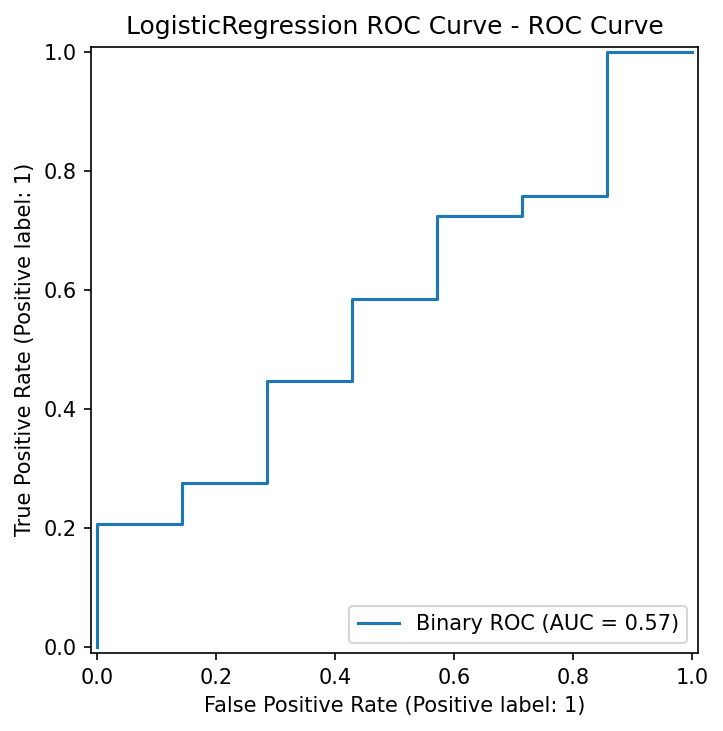 LogisticRegression ROC Curve - ROC Curve
True Positive Rate (Positive label: 1)
1.0
0.8
0.6
0.4
0.2
0.0
Binary ROC (AUC = 0.57)
0.0 0.2 0.4 0.6 0.8 1.0
False Positive Rate (Positive label: 1)